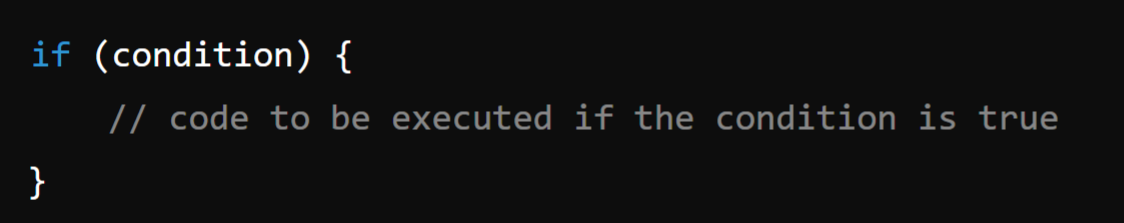 if (condition) {
    // code to be executed if the condition is true
}